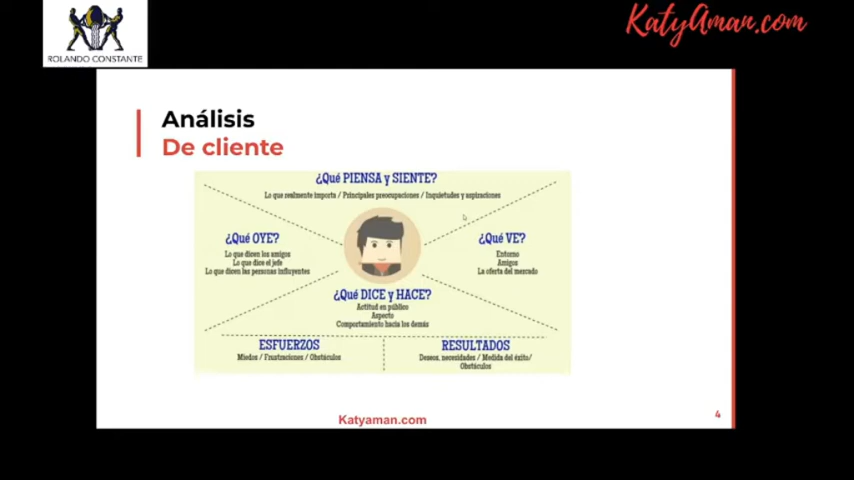 ROLANDO CONSTANTE
KatyAman.com
Análisis
De cliente
¿Qué PIENSA y SIENTE?
Lo que realmente importa / Principales preocupaciones / Inquietudes y aspiraciones
¿Qué OYE?
Lo que dicen los amigos
Lo que dice el jefe
Lo que dicen las personas influyentes
¿Qué VE?
Entorno
Amigos
La oferta del mercado
¿Qué DICE y HACE?
Actitud en público
Aspecto
Comportamiento hacia los demás
ESFUERZOS
Miedos / Frustraciones / Obstáculos
RESULTADOS
Deseos, necesidades / Medida del éxito/
Obstáculos
Katyaman.com
4